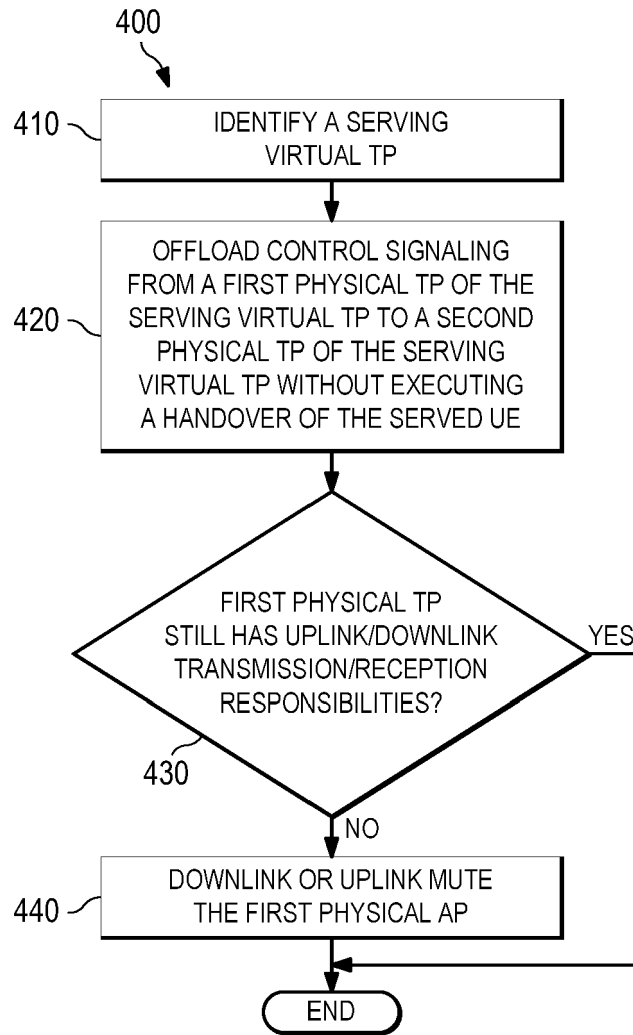 400
410
IDENTIFY A SERVING
VIRTUAL TP
420
OFFLOAD CONTROL SIGNALING
FROM A FIRST PHYSICAL TP OF THE
SERVING VIRTUAL TP TO A SECOND
PHYSICAL TP OF THE SERVING
VIRTUAL TP WITHOUT EXECUTING
A HANDOVER OF THE SERVED UE
FIRST PHYSICAL TP
STILL HAS UPLINK/DOWNLINK
TRANSMISSION/RECEPTION
RESPONSIBILITIES?
YES
430
NO
440
DOWNLINK OR UPLINK MUTE
THE FIRST PHYSICAL AP
END